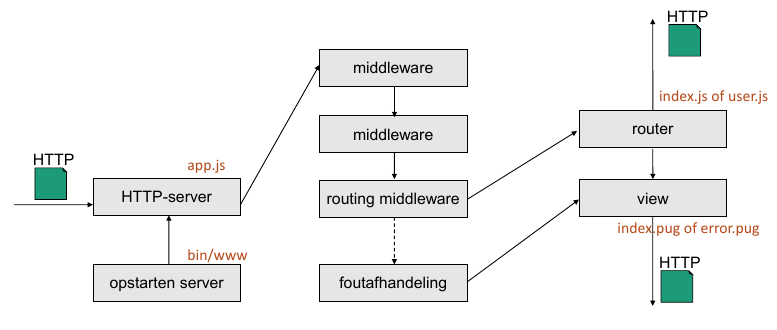 HTTP
app.js
HTTP-server
bin/www
opstarten server
middleware
middleware
routing middleware
foutafhandeling
HTTP
index.js of user.js
router
view
index.pug of error.pug
HTTP